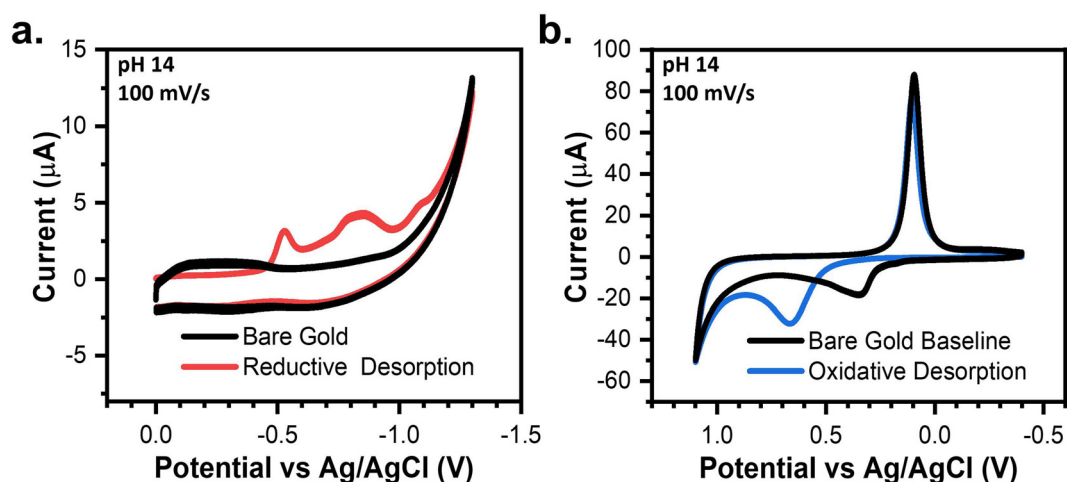 a.
pH 14
100 mV/s
15
10
5
0
-5
Current (μA)
Bare Gold
Reductive Desorption
0.0
-0.5
-1.0
-1.5
Potential vs Ag/AgCl (V)
b.
pH 14
100 mV/s
100
80
60
40
20
0
-20
-40
-60
Current (μA)
Bare Gold Baseline
Oxidative Desorption
1.0
0.5
0.0
-0.5
Potential vs Ag/AgCl (V)